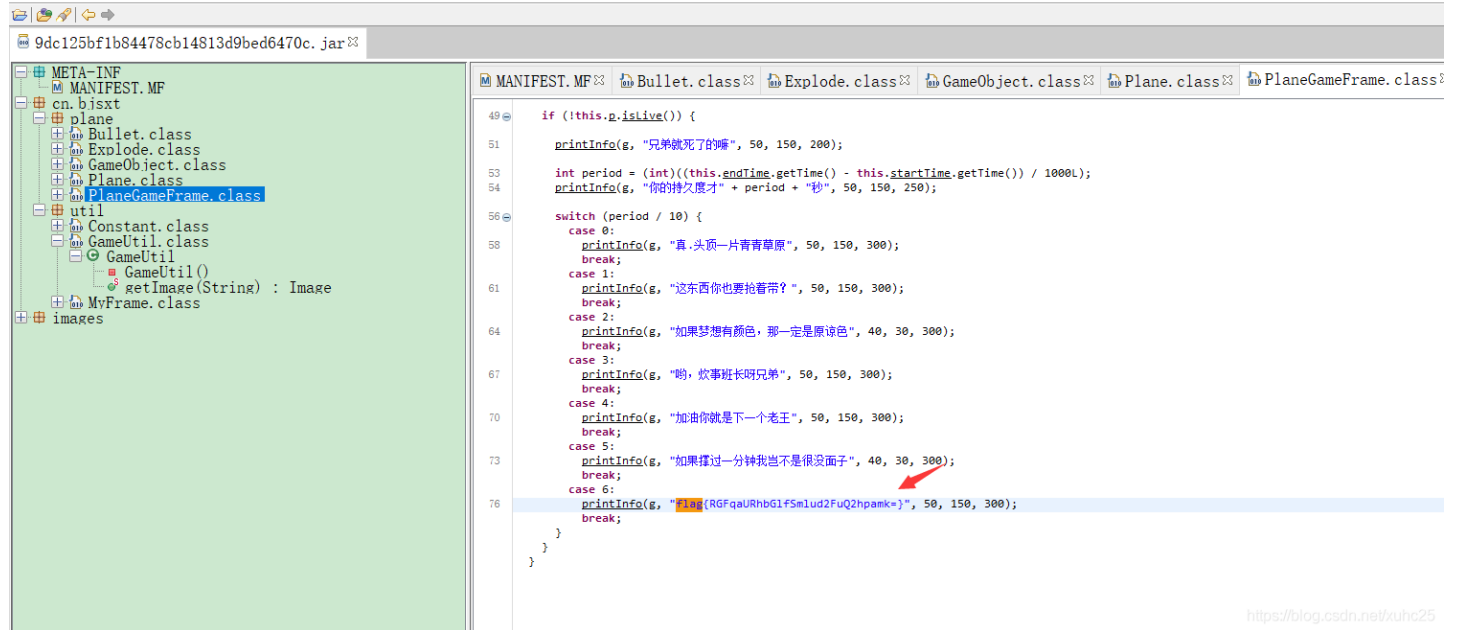 9dc125bf1b84478cb14813d9bed6470c.jar
META-INF
MANIFEST.MF
cn.bjsxt
plane
Bullet.class
Explode.class
GameObject.class
Plane.class
PlaneGameFrame.class
util
Constant.class
GameUtil.class
GameUtil
GameUtil()
getImage(String) : Image
MyFrame.class
images
MANIFEST.MF Bullet.class Explode.class GameObject.class Plane.class PlaneGameFrame.class
49 if (!this.p.isLive()) {
51 printInfo(g, "兄弟就死了的嘛", 50, 150, 200);
53 int period = (int)((this.endTime.getTime() - this.startTime.getTime()) / 1000L);
54 printInfo(g, "你的持久度才" + period + "秒", 50, 150, 250);
56 switch (period / 10) {
case 0:
58 printInfo(g, "真.头顶一片青青草原", 50, 150, 300);
break;
case 1:
61 printInfo(g, "这东西你也要抢着带？", 50, 150, 300);
break;
case 2:
64 printInfo(g, "如果梦想有颜色，那一定是原谅色", 40, 30, 300);
break;
case 3:
67 printInfo(g, "哟，炊事班长呀兄弟", 50, 150, 300);
break;
case 4:
70 printInfo(g, "加油你就是下一个老王", 50, 150, 300);
break;
case 5:
73 printInfo(g, "如果撑过一分钟我岂不是很没面子", 40, 30, 300);
break;
case 6:
76 printInfo(g, "flag{RGFqaURhbGlfSmlud2FuQ2hpamk=}", 50, 150, 300);
break;
}
}
}
https://blog.csdn.net/xuhc25